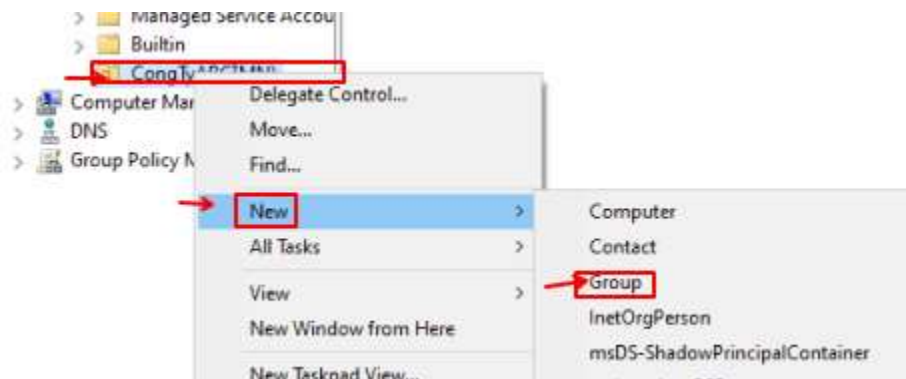 Managed Service Accou
Builtin
Computer Mar
DNS
Group Policy M
Delegate Control...
Move...
Find...
New
All Tasks
View
New Window from Here
New Taskpad View...
Computer
Contact
Group
InetOrgPerson
msDS-ShadowPrincipalContainer